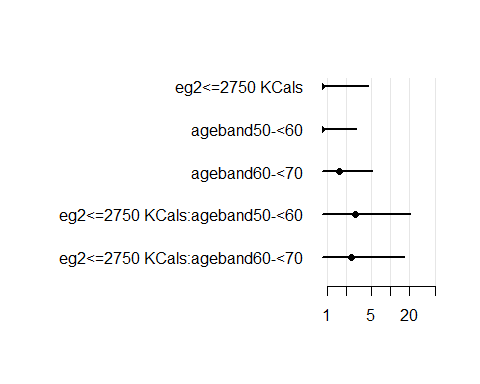 eg2<=2750 KCals
ageband50-<60
ageband60-<70
eg2<=2750 KCals:ageband50-<60
eg2<=2750 KCals:ageband60-<70
1 5 20